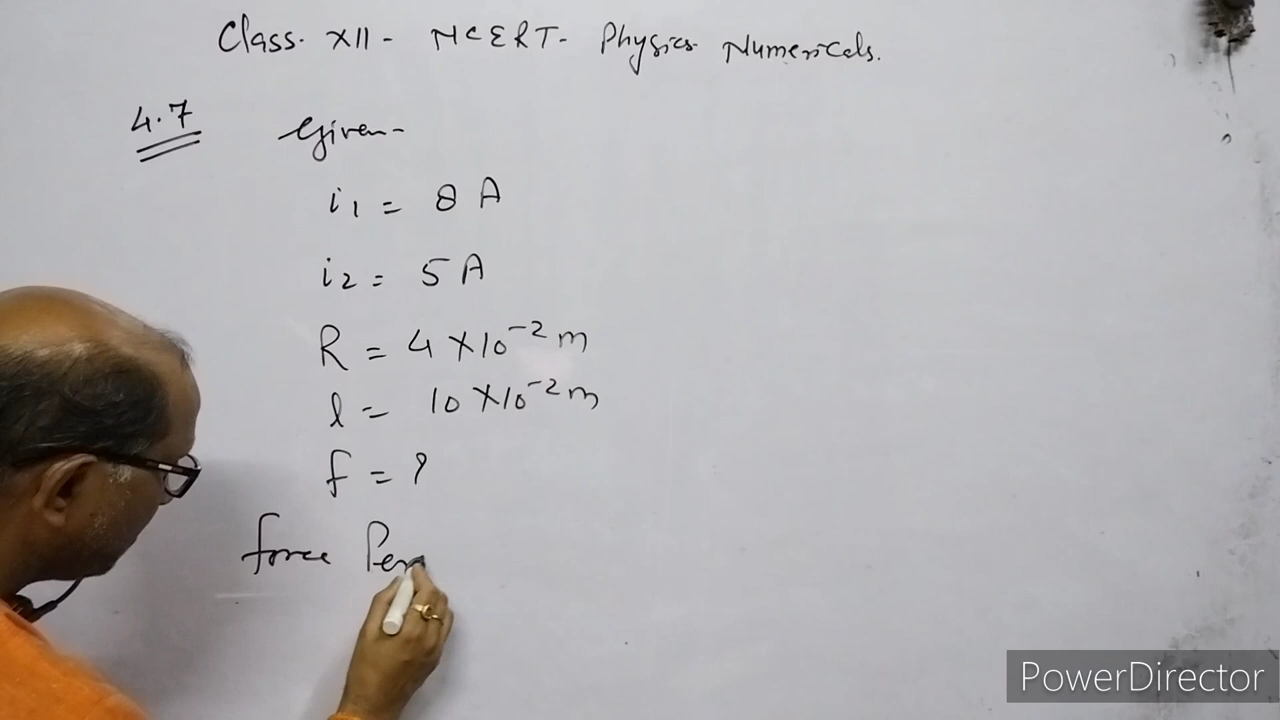 Class. XII - NCERT- Physics Numericals.
4.7 Given-
i1 = 8 A
i2 = 5 A
R = 4 × 10⁻² m
l = 10 × 10⁻² m
f = ?
force Per
PowerDirector